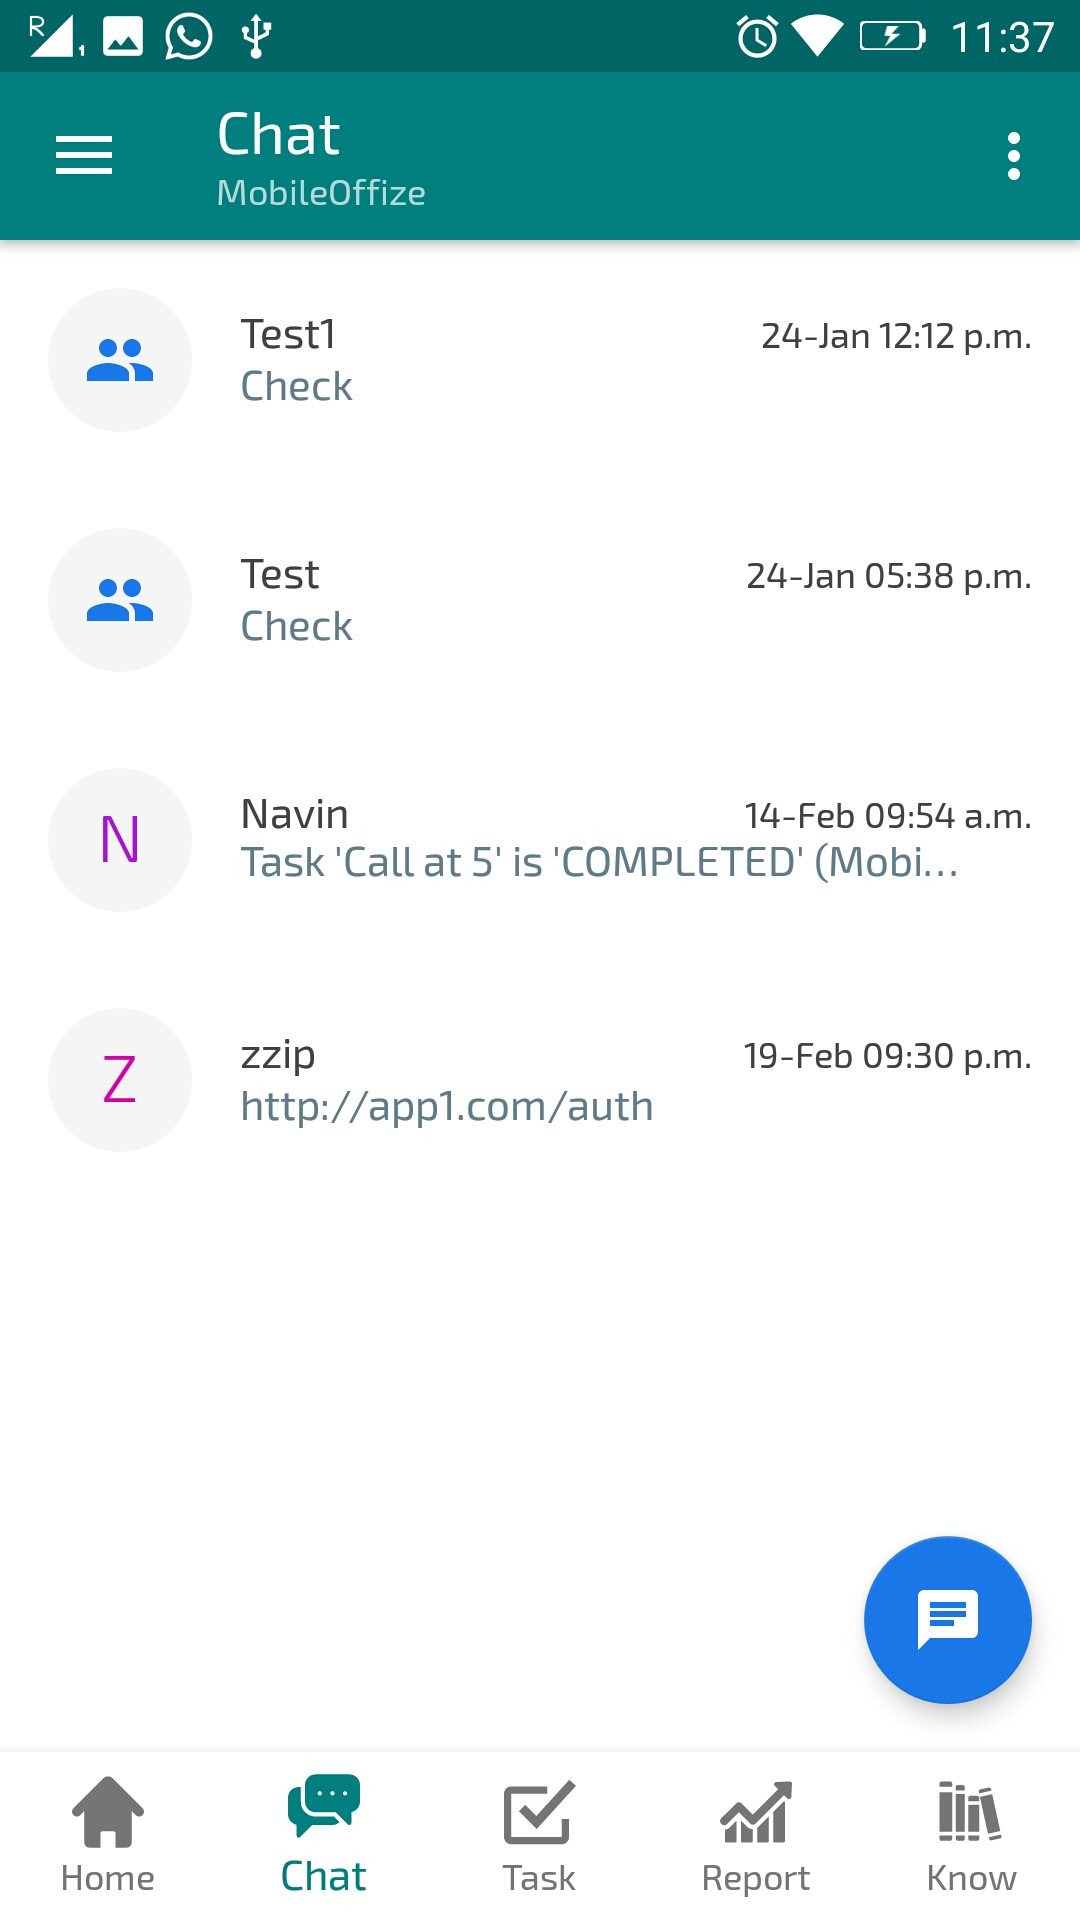 R 1 11:37
Chat
MobileOffize
Test1 24-Jan 12:12 p.m.
Check
Test 24-Jan 05:38 p.m.
Check
N Navin 14-Feb 09:54 a.m.
Task 'Call at 5' is 'COMPLETED' (Mobi...
Z zzip 19-Feb 09:30 p.m.
http://app1.com/auth
Home Chat Task Report Know